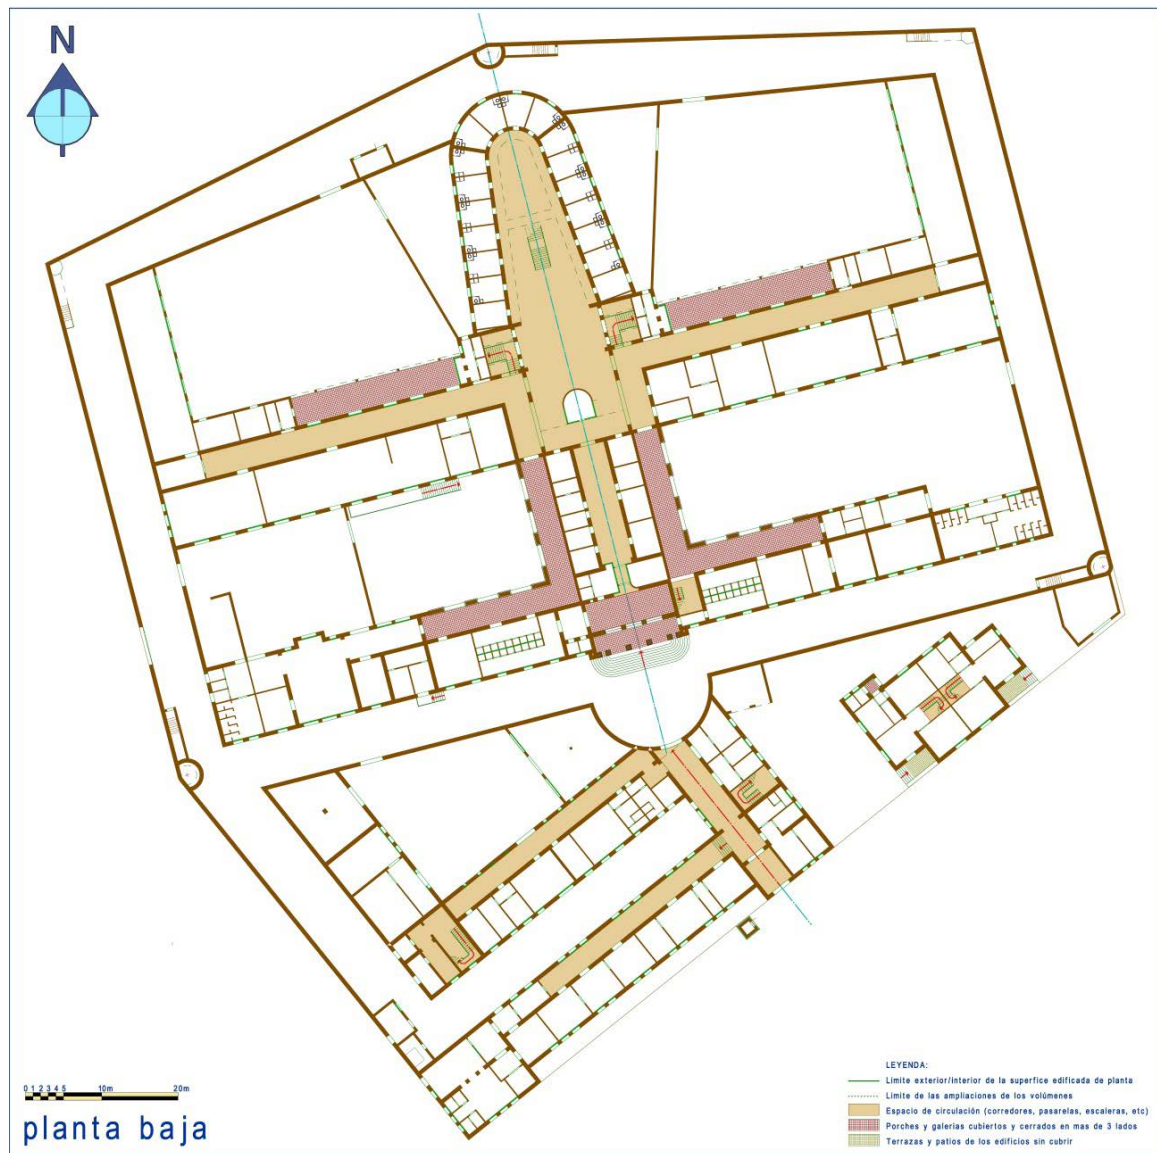 N
LEYENDA:
Limite exterior/interior de la superfice edificada de planta
Limite de las ampliaciones de los volúmenes
Espacio de circulación (corredores, pasarelas, escaleras, etc)
Porches y galerias cubiertos y cerrados en mas de 3 lados
Terrazas y patios de los edificios sin cubrir
0 1 2 3 4 5 10m 20m
planta baja